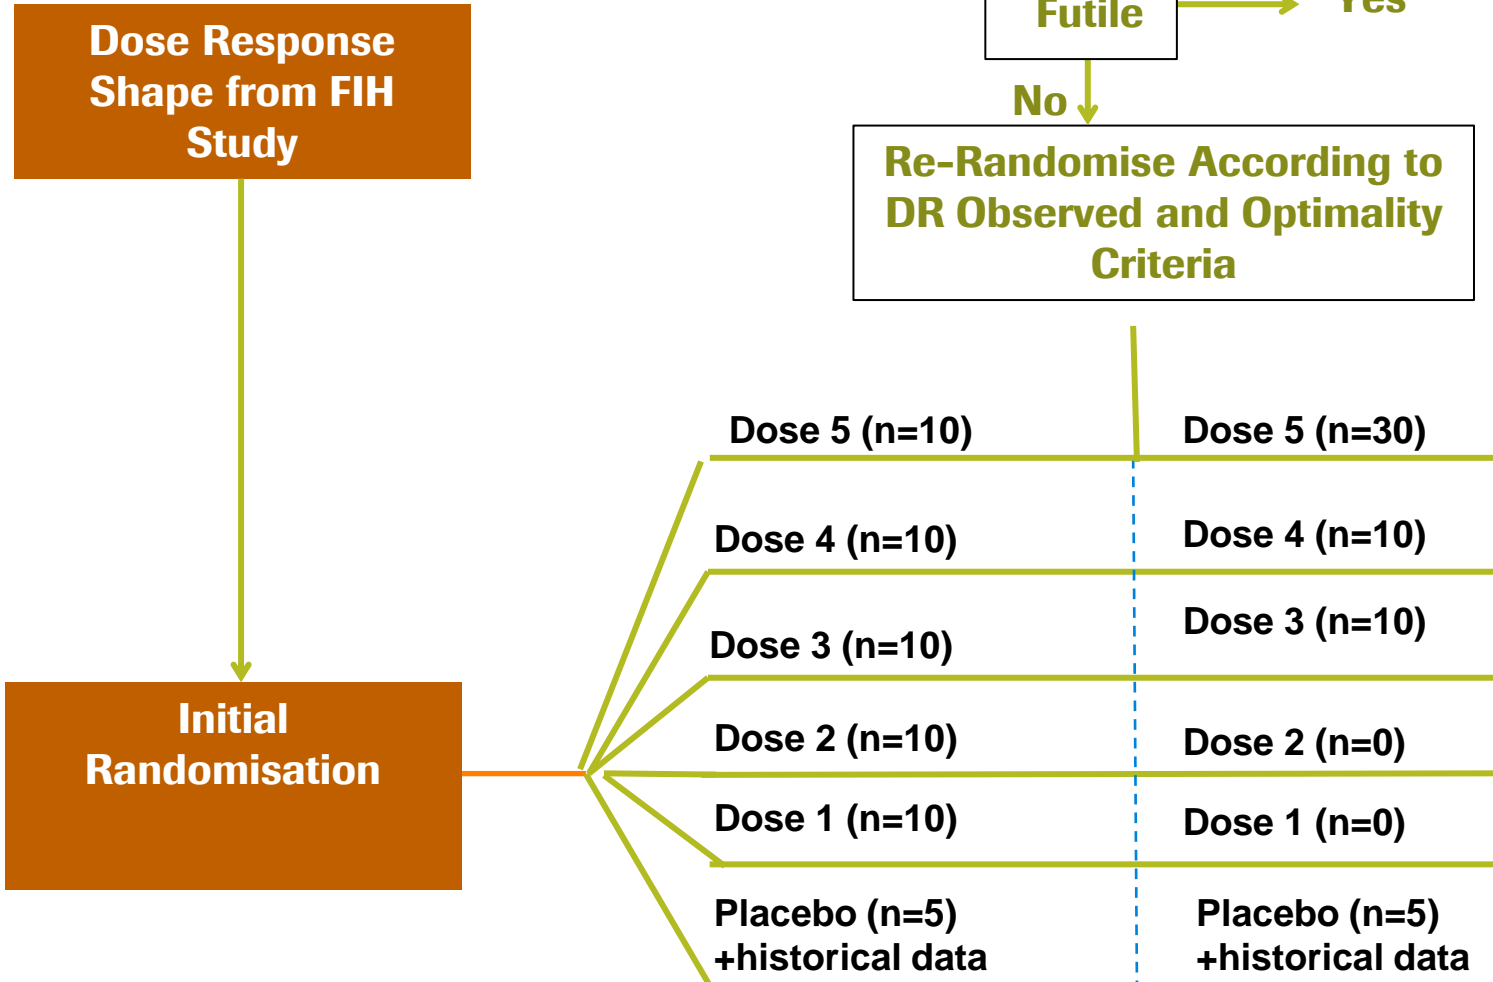 Dose Response
Shape from FIH
Study
Futile
Yes
No
Re-Randomise According to
DR Observed and Optimality
Criteria
Initial
Randomisation
Dose 5 (n=10)
Dose 5 (n=30)
Dose 4 (n=10)
Dose 4 (n=10)
Dose 3 (n=10)
Dose 3 (n=10)
Dose 2 (n=10)
Dose 2 (n=0)
Dose 1 (n=10)
Dose 1 (n=0)
Placebo (n=5)
+historical data
Placebo (n=5)
+historical data